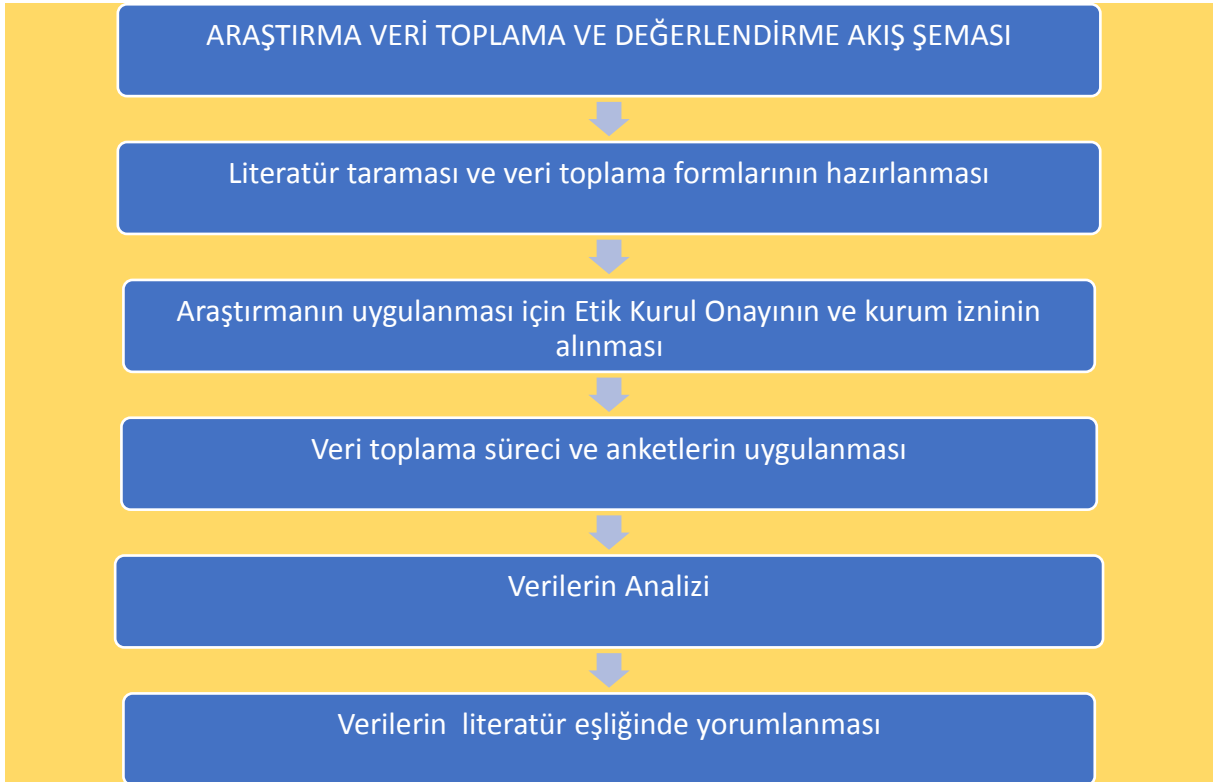 ARAŞTIRMA VERİ TOPLAMA VE DEĞERLENDİRME AKIŞ ŞEMASI
Literatür taraması ve veri toplama formlarının hazırlanması
Araştırmanın uygulanması için Etik Kurul Onayının ve kurum izninin
alınması
Veri toplama süreci ve anketlerin uygulanması
Verilerin Analizi
Verilerin  literatür eşliğinde yorumlanması